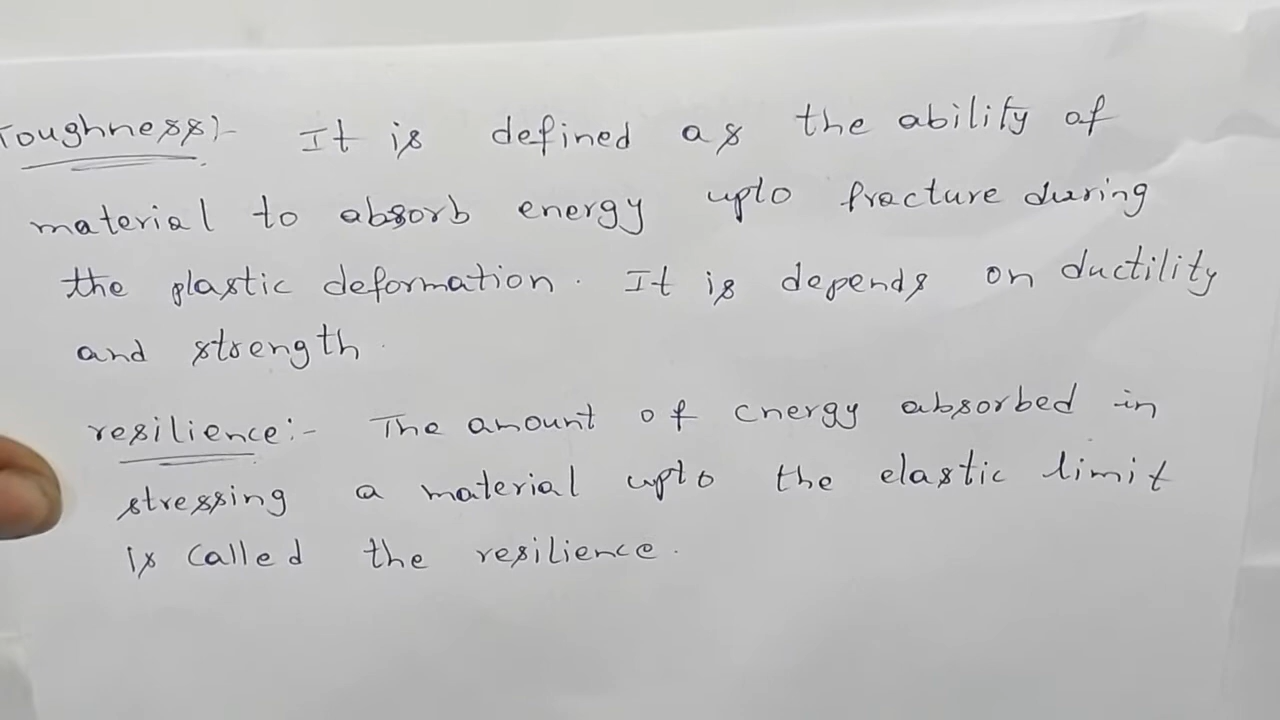 Toughness:- It is defined as the ability of
material to absorb energy upto fracture during
the plastic deformation. It is depends on ductility
and strength.
resilience:- The amount of energy absorbed in
stressing a material upto the elastic limit
is called the resilience.